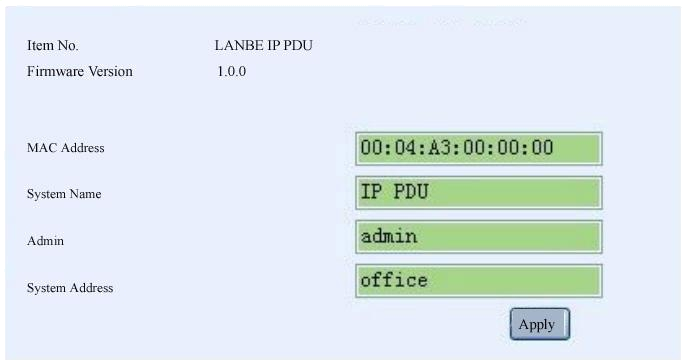 Item No. LANBE IP PDU
Firmware Version 1.0.0
MAC Address 00:04:A3:00:00:00
System Name IP PDU
Admin admin
System Address office
Apply